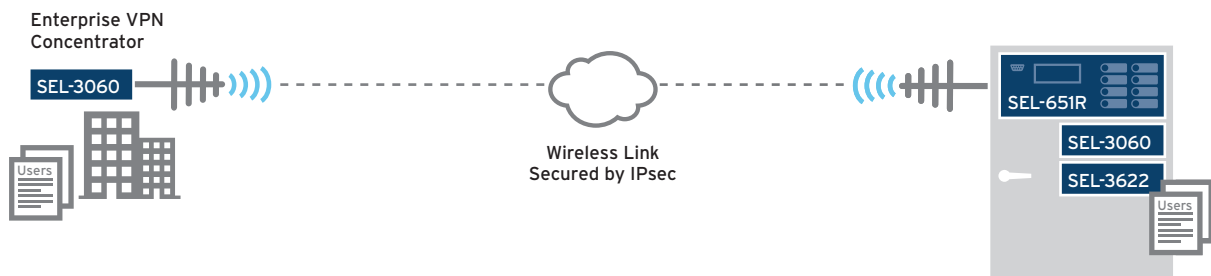 Enterprise VPN
Concentrator
SEL-3060
Users
Wireless Link
Secured by IPsec
SEL-651R
SEL-3060
SEL-3622
Users